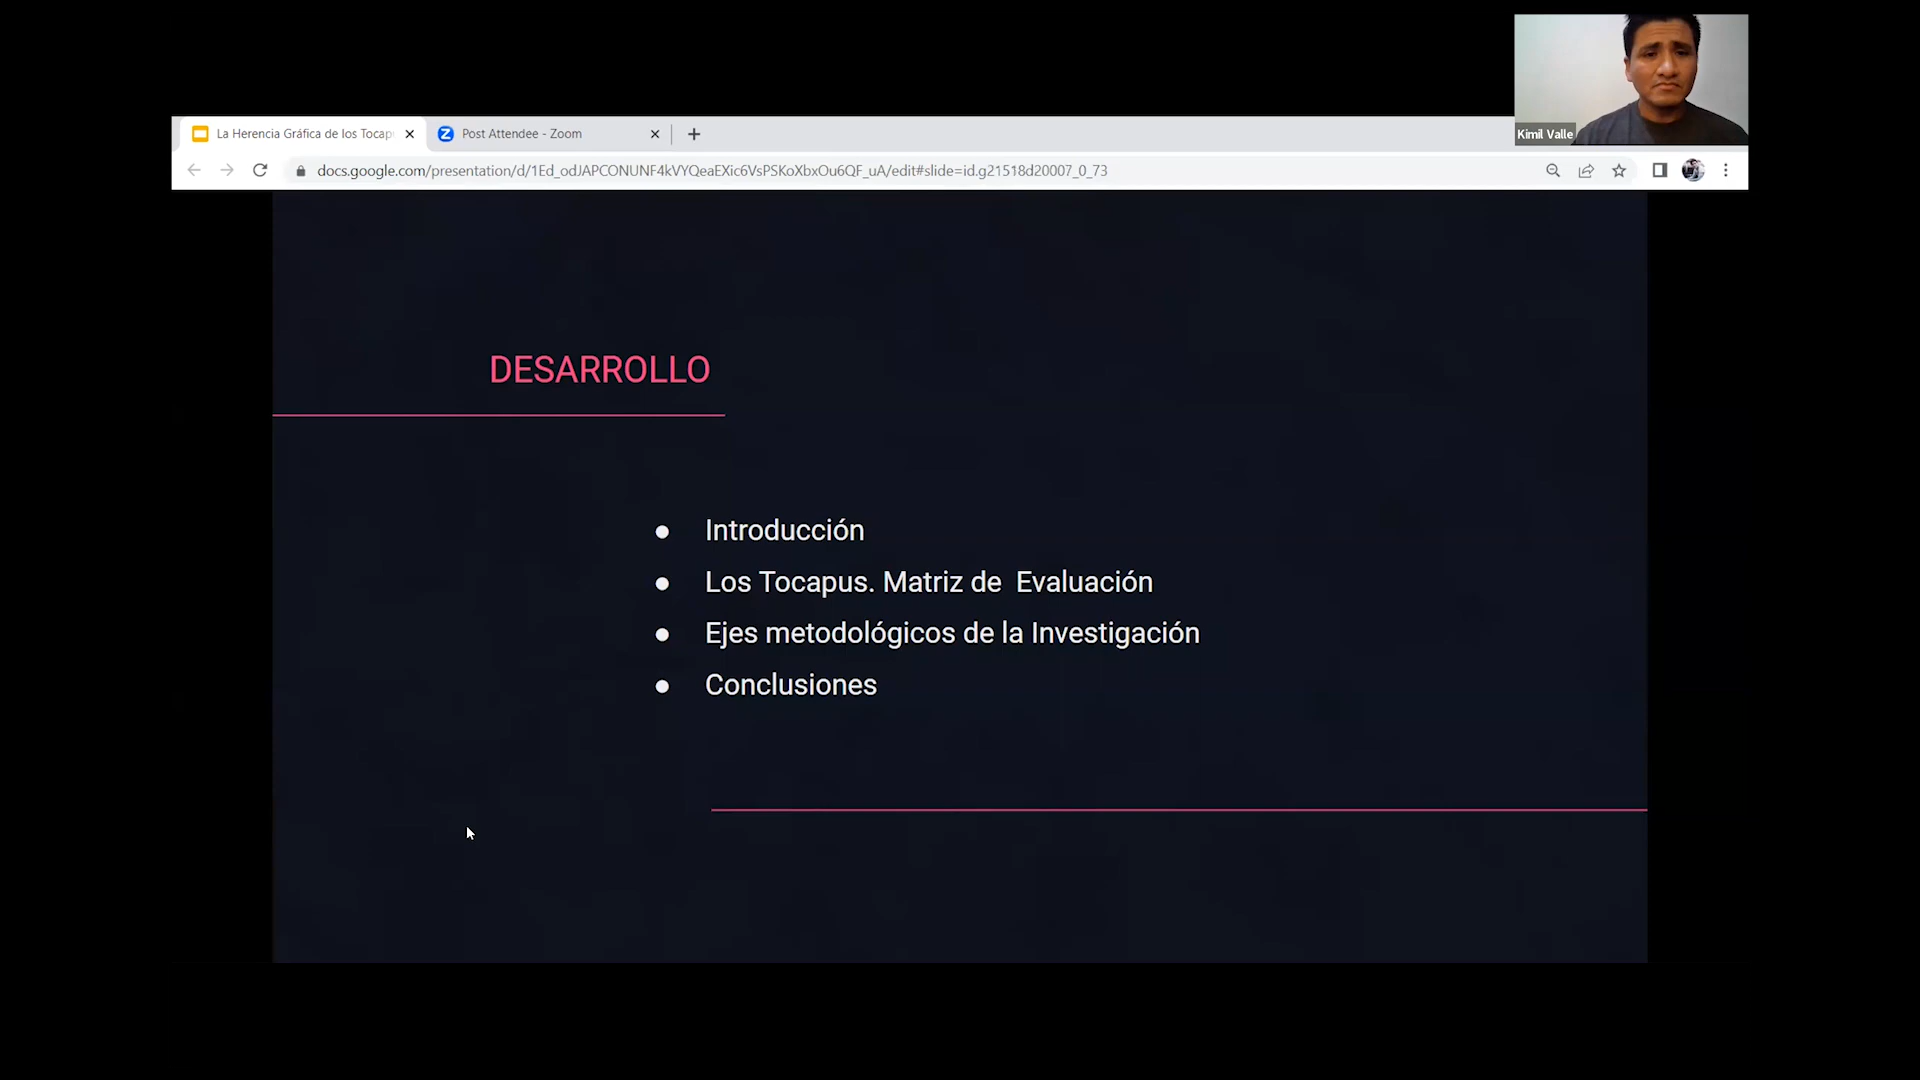 Kimil Valle
La Herencia Gráfica de los Tocap
Post Attendee - Zoom
docs.google.com/presentation/d/1Ed_odJAPCONUNF4kVYQeaEXic6VsPSKoXbxOu6QF_uA/edit#slide=id.g21518d20007_0_73
DESARROLLO
● Introducción
● Los Tocapus. Matriz de  Evaluación
● Ejes metodológicos de la Investigación
● Conclusiones